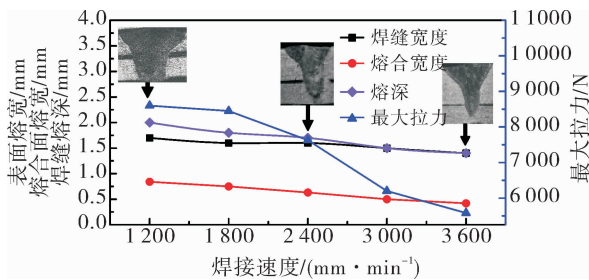 表面熔宽/mm
熔合面熔宽/mm
焊缝熔深/mm
4.0
3.5
3.0
2.5
2.0
1.5
1.0
0.5
0.0
焊缝宽度
熔合宽度
熔深
最大拉力
11 000
10 000
9 000
8 000
7 000
6 000
最大拉力/N
1 200
1 800
2 400
3 000
3 600
焊接速度/(mm·min⁻¹)